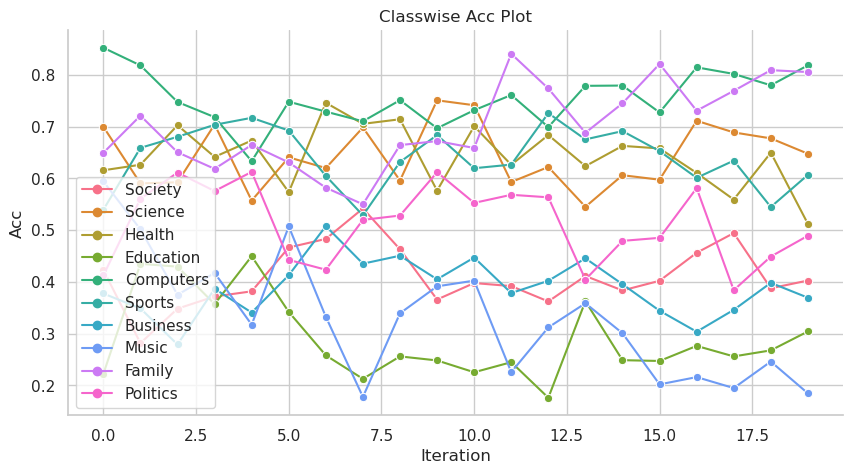 Classwise Acc Plot
Acc
0.8
0.7
0.6
0.5
0.4
0.3
0.2
Society
Science
Health
Education
Computers
Sports
Business
Music
Family
Politics
0.0 2.5 5.0 7.5 10.0 12.5 15.0 17.5
Iteration